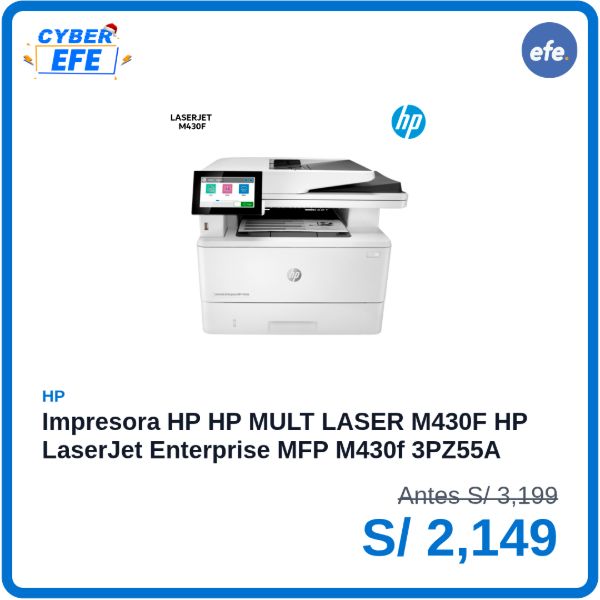 CYBER
EFE
efe.
LASERJET
M430F
hp
hp
HP
Impresora HP HP MULT LASER M430F HP
LaserJet Enterprise MFP M430f 3PZ55A
Antes S/ 3,199
S/ 2,149